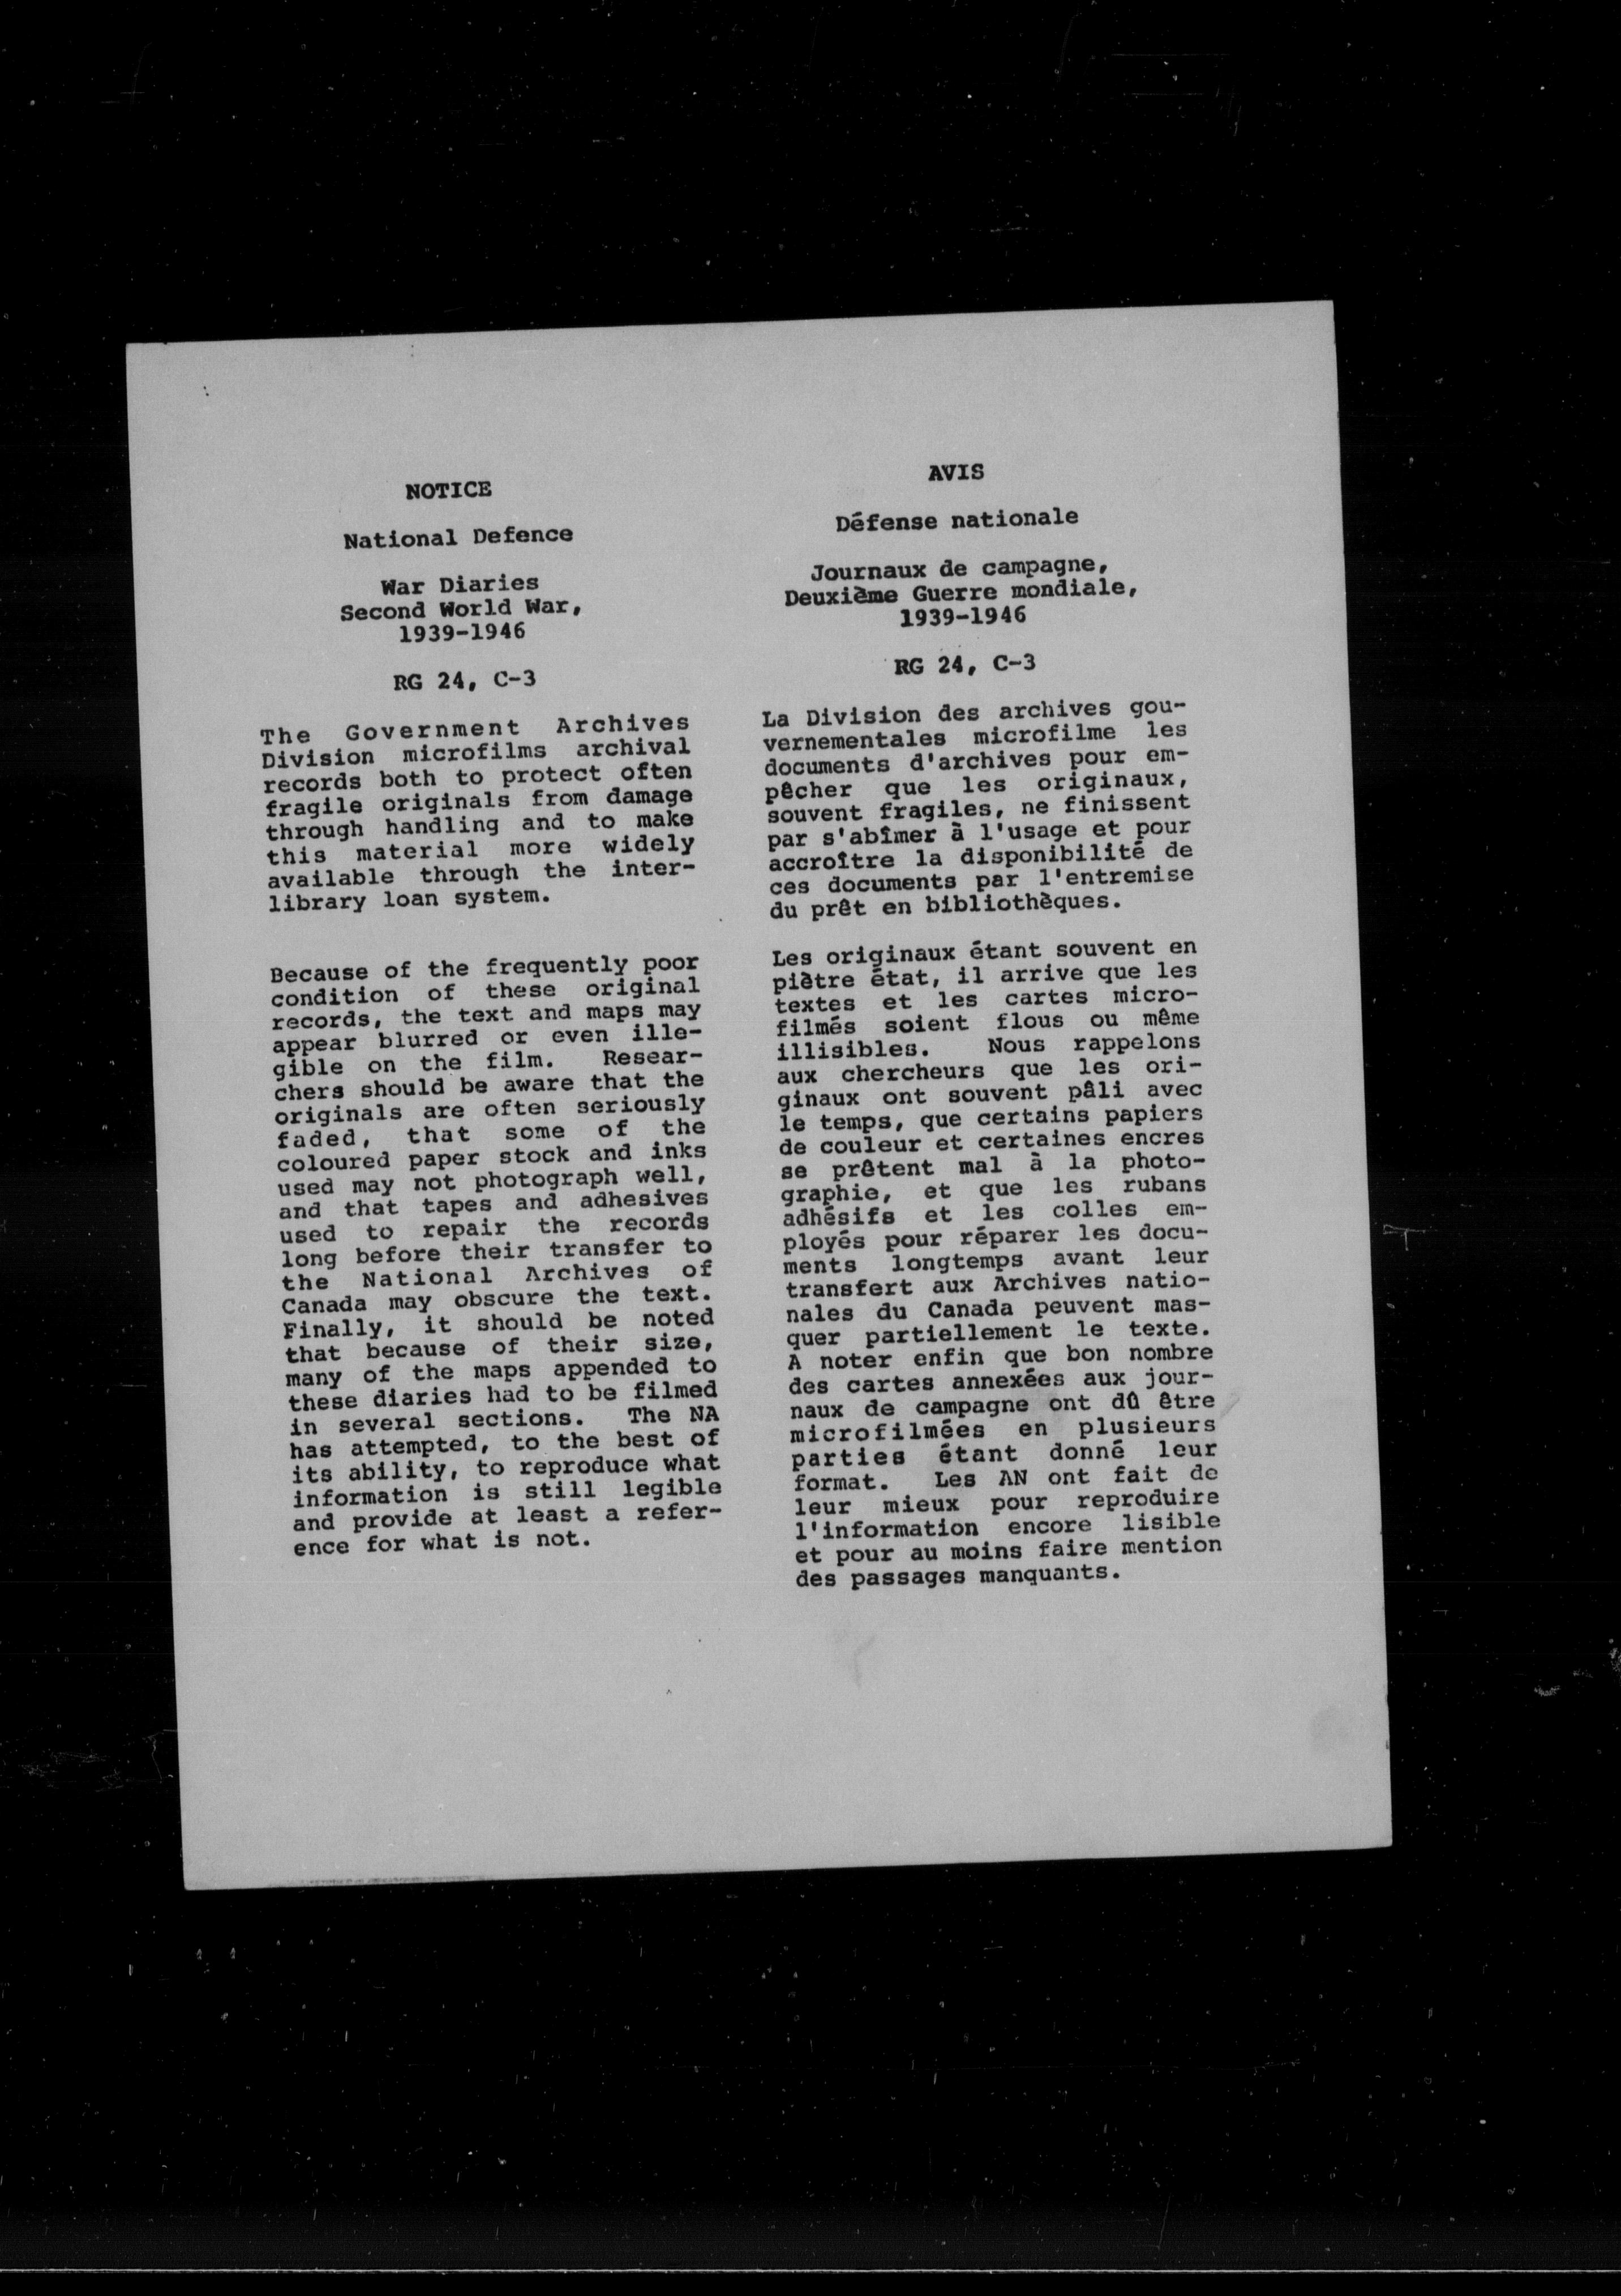 NOTICE
National Defence
War Diaries
Second World War,
1939-1946
RG 24, C-3
The Government Archives
Division microfilms archival
records both to protect often
fragile originals from damage
through handling and to make
this material more widely
available through the inter-
library loan system.
Because of the frequently poor
condition of these original
records, the text and maps may
appear blurred or even ille-
gible on the film. Resear-
chers should be aware that the
originals are often seriously
faded, that some of the
coloured paper stock and inks
used may not photograph well,
and that tapes and adhesives
used to repair the records
long before their transfer to
the National Archives of
Canada may obscure the text.
Finally, it should be noted
that because of their size,
many of the maps appended to
these diaries had to be filmed
in several sections. The NA
has attempted, to the best of
its ability, to reproduce what
information is still legible
and provide at least a refer-
ence for what is not.
AVIS
Défense nationale
Journaux de campagne,
Deuxième Guerre mondiale,
1939-1946
RG 24, C-3
La Division des archives gou-
vernementales microfilme les
documents d'archives pour em-
pêcher que les originaux,
souvent fragiles, ne finissent
par s'abîmer à l'usage et pour
accroître la disponibilité de
ces documents par l'entremise
du prêt en bibliothèques.
Les originaux étant souvent en
piètre état, il arrive que les
textes et les cartes micro-
filmés soient flous ou même
illisibles. Nous rappelons
aux chercheurs que les ori-
ginaux ont souvent pâli avec
le temps, que certains papiers
de couleur et certaines encres
se prêtent mal à la photo-
graphie, et que les rubans
adhésifs et les colles em-
ployés pour réparer les docu-
ments longtemps avant leur
transfert aux Archives natio-
nales du Canada peuvent mas-
quer partiellement le texte.
A noter enfin que bon nombre
des cartes annexées aux jour-
naux de campagne ont dû être
microfilmées en plusieurs
parties étant donné leur
format. Les AN ont fait de
leur mieux pour reproduire
l'information encore lisible
et pour au moins faire mention
des passages manquants.